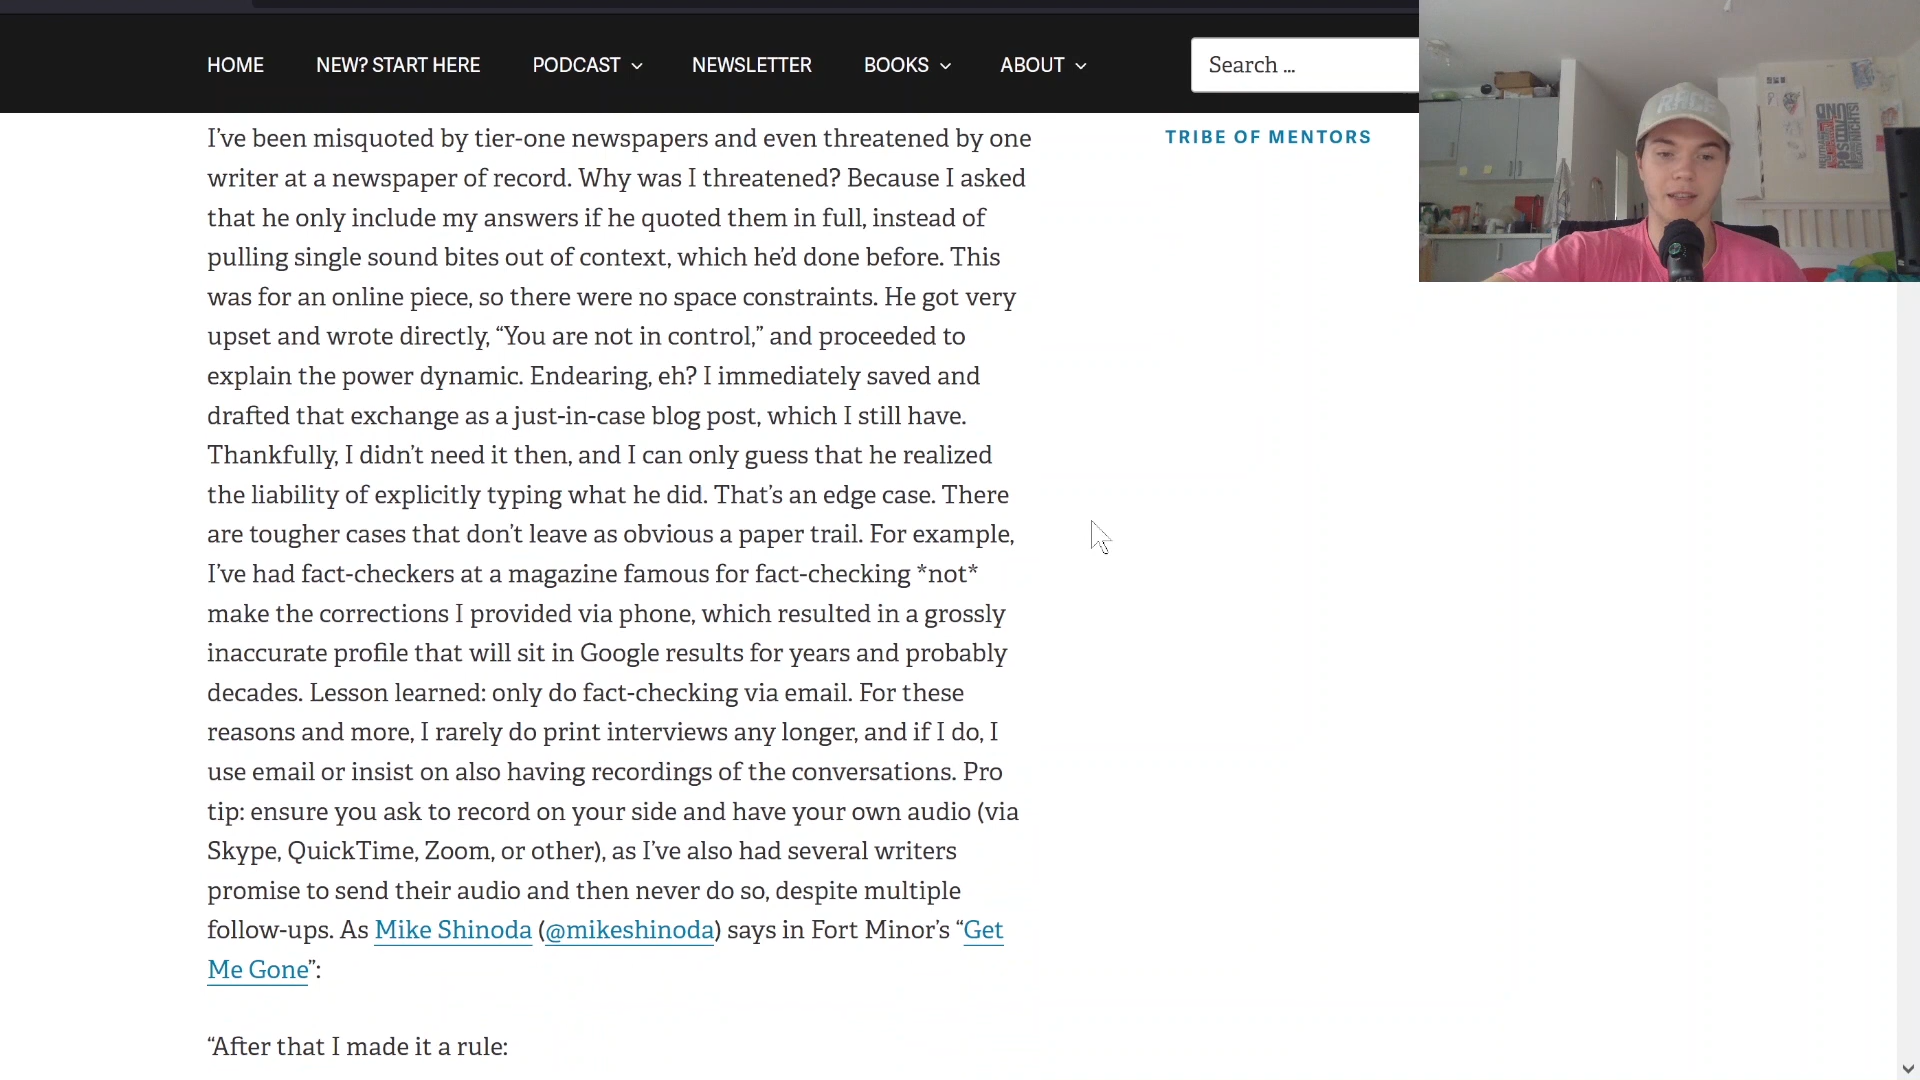 HOME NEW? START HERE PODCAST NEWSLETTER BOOKS ABOUT Search ...
I’ve been misquoted by tier-one newspapers and even threatened by one
writer at a newspaper of record. Why was I threatened? Because I asked
that he only include my answers if he quoted them in full, instead of
pulling single sound bites out of context, which he’d done before. This
was for an online piece, so there were no space constraints. He got very
upset and wrote directly, “You are not in control,” and proceeded to
explain the power dynamic. Endearing, eh? I immediately saved and
drafted that exchange as a just-in-case blog post, which I still have.
Thankfully, I didn’t need it then, and I can only guess that he realized
the liability of explicitly typing what he did. That’s an edge case. There
are tougher cases that don’t leave as obvious a paper trail. For example,
I’ve had fact-checkers at a magazine famous for fact-checking *not*
make the corrections I provided via phone, which resulted in a grossly
inaccurate profile that will sit in Google results for years and probably
decades. Lesson learned: only do fact-checking via email. For these
reasons and more, I rarely do print interviews any longer, and if I do, I
use email or insist on also having recordings of the conversations. Pro
tip: ensure you ask to record on your side and have your own audio (via
Skype, QuickTime, Zoom, or other), as I’ve also had several writers
promise to send their audio and then never do so, despite multiple
follow-ups. As Mike Shinoda (@mikeshinoda) says in Fort Minor’s “Get
Me Gone”:
“After that I made it a rule:
TRIBE OF MENTORS
RACE